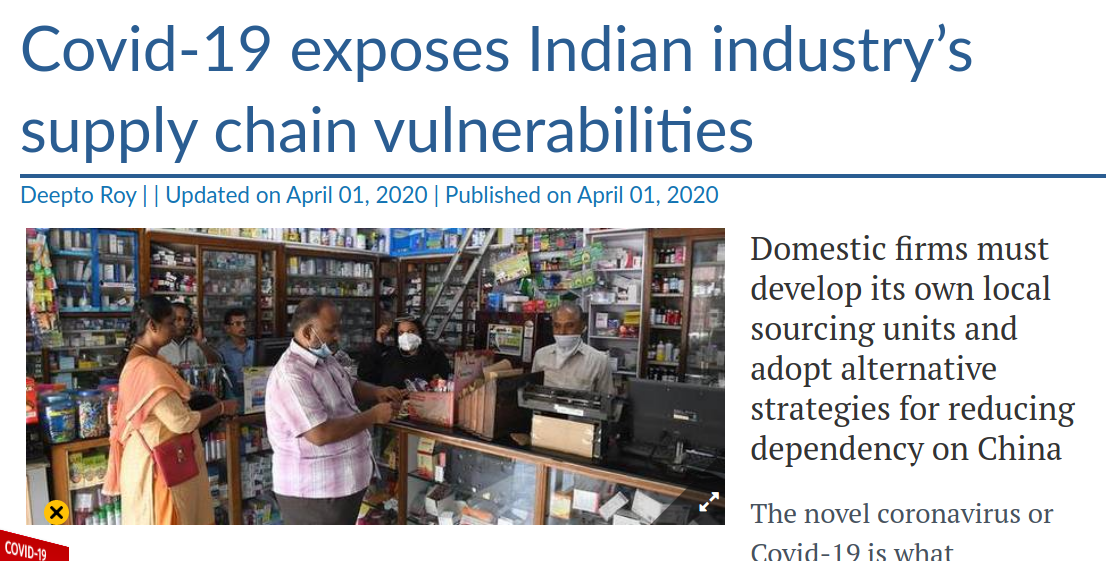 Covid-19 exposes Indian industry’s
supply chain vulnerabilities
Deepto Roy | | Updated on April 01, 2020 | Published on April 01, 2020
Domestic firms must
develop its own local
sourcing units and
adopt alternative
strategies for reducing
dependency on China
The novel coronavirus or
Covid-19 is what
COVID-19